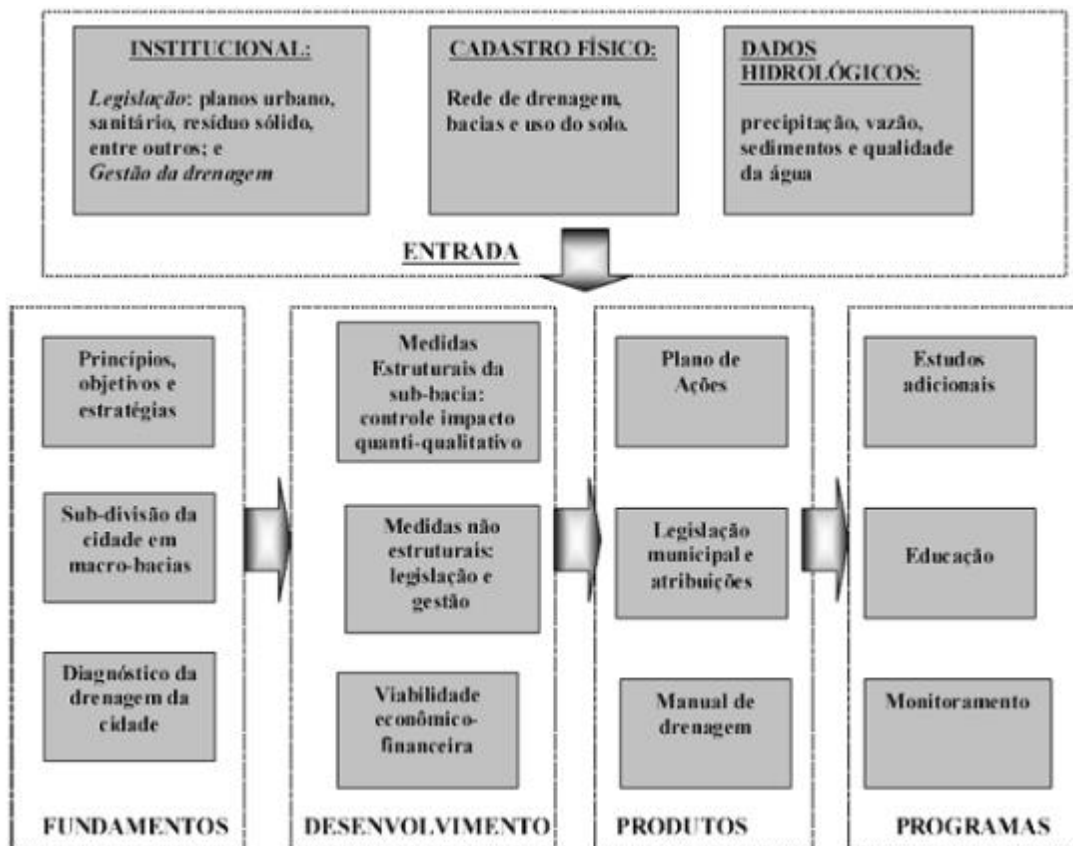 INSTITUCIONAL:
Legislação: planos urbano,
sanitário, resíduo sólido,
entre outros; e
Gestão da drenagem
CADASTRO FÍSICO:
Rede de drenagem,
bacias e uso do solo.
DADOS
HIDROLÓGICOS:
precipitação, vazão,
sedimentos e qualidade
da água
ENTRADA
Princípios,
objetivos e
estratégias
Sub-divisão da
cidade em
macro-bacias
Diagnóstico da
drenagem da
cidade
FUNDAMENTOS
Medidas
Estruturais da
sub-bacia:
controle impacto
quanti-qualitativo
Medidas não
estruturais:
legislação e
gestão
Viabilidade
econômico-
financeira
DESENVOLVIMENTO
Plano de
Ações
Legislação
municipal e
atribuições
Manual de
drenagem
PRODUTOS
Estudos
adicionais
Educação
Monitoramento
PROGRAMAS